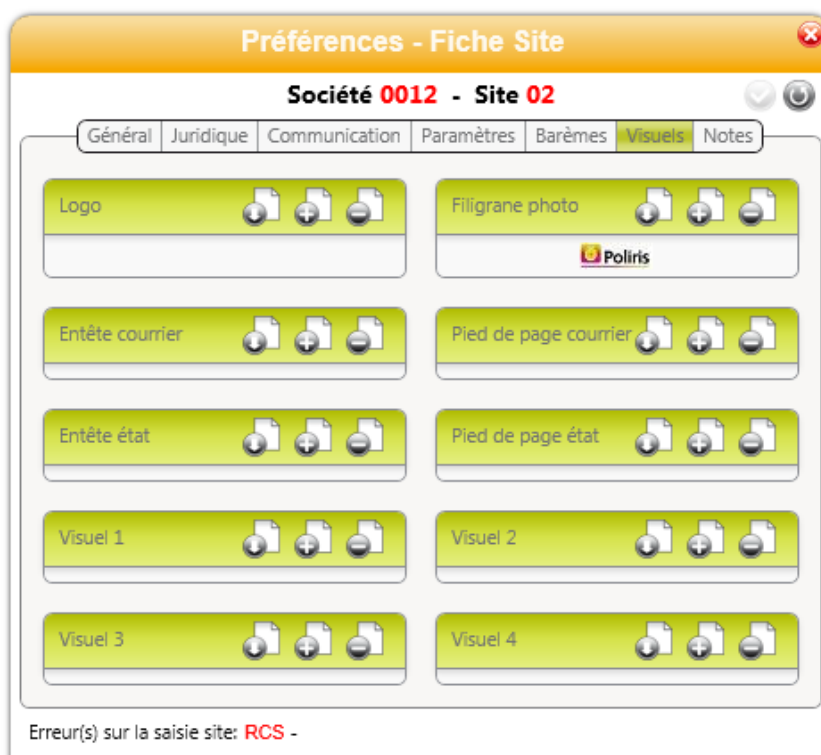 Préférences - Fiche Site
Société 0012 - Site 02
Général Juridique Communication Paramètres Barèmes Visuels Notes
Logo Filigrane photo
Poliris
Entête courrier Pied de page courrier
Entête état Pied de page état
Visuel 1 Visuel 2
Visuel 3 Visuel 4
Erreur(s) sur la saisie site: RCS -